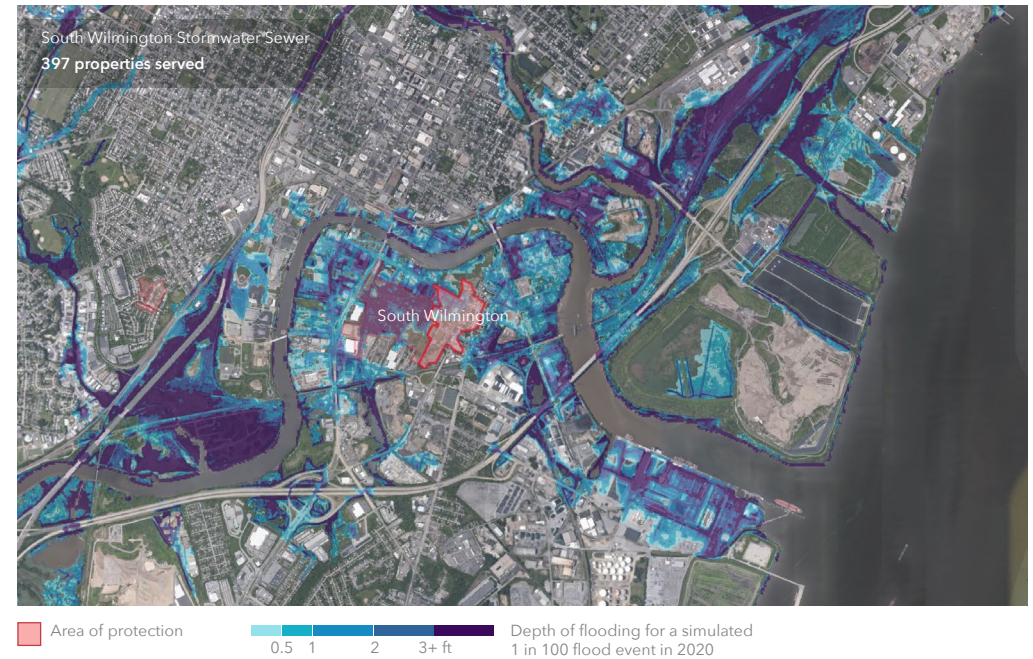 South Wilmington Stormwater Sewer
397 properties served
South Wilmington
Area of protection
0.5 1 2 3+ ft
Depth of flooding for a simulated
1 in 100 flood event in 2020